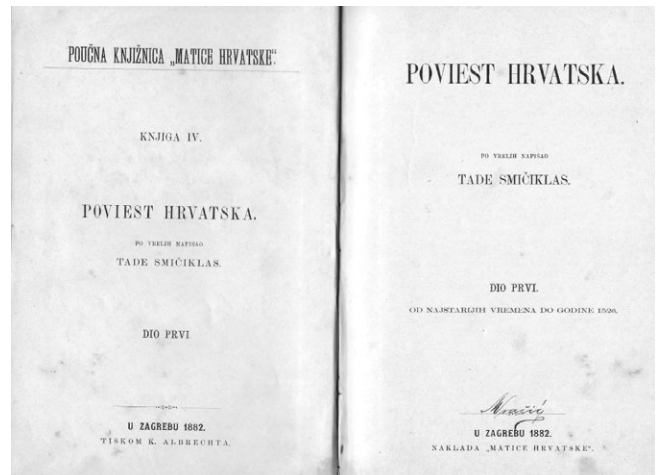 POUČNA KNJIŽNICA „MATICE HRVATSKE“.
KNJIGA IV.
POVIEST HRVATSKA.
PO VRELIH NAPISAO
TADE SMIČIKLAS.
DIO PRVI
U ZAGREBU 1882.
TISKOM K. ALBRECHTA.
POVIEST HRVATSKA.
PO VRELIH NAPISAO
TADE SMIČIKLAS.
DIO PRVI.
OD NAJSTARIJIH VREMENA DO GODINE 1526.
U ZAGREBU 1882.
NAKLADA „MATICE HRVATSKE“.